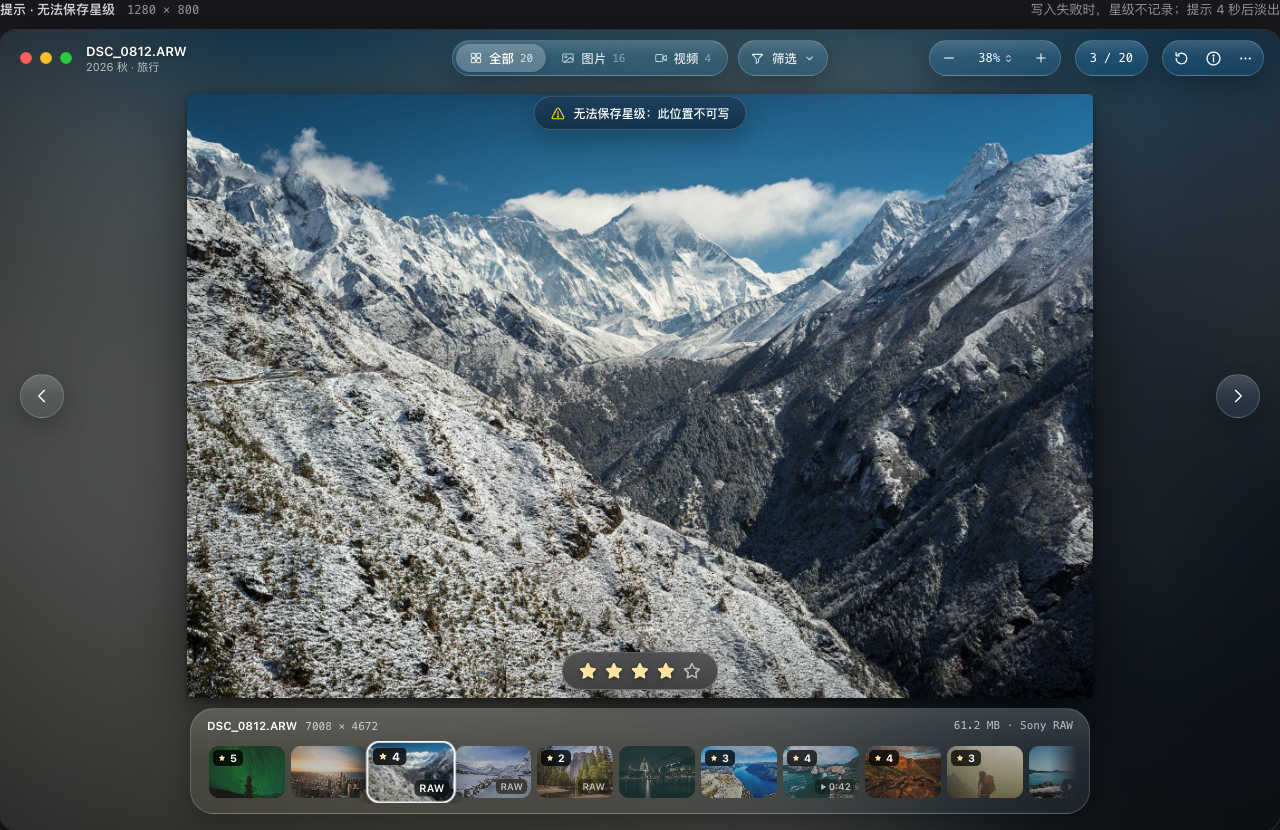 提示 · 无法保存星级 1280 × 800
写入失败时，星级不记录；提示 4 秒后淡出
DSC_0812.ARW
2026 秋 · 旅行
全部 20
图片 16
视频 4
筛选
38%
3 / 20
无法保存星级：此位置不可写
DSC_0812.ARW 7008 × 4672
61.2 MB · Sony RAW
5
4
RAW
RAW
2
RAW
3
4
0:42
4
3